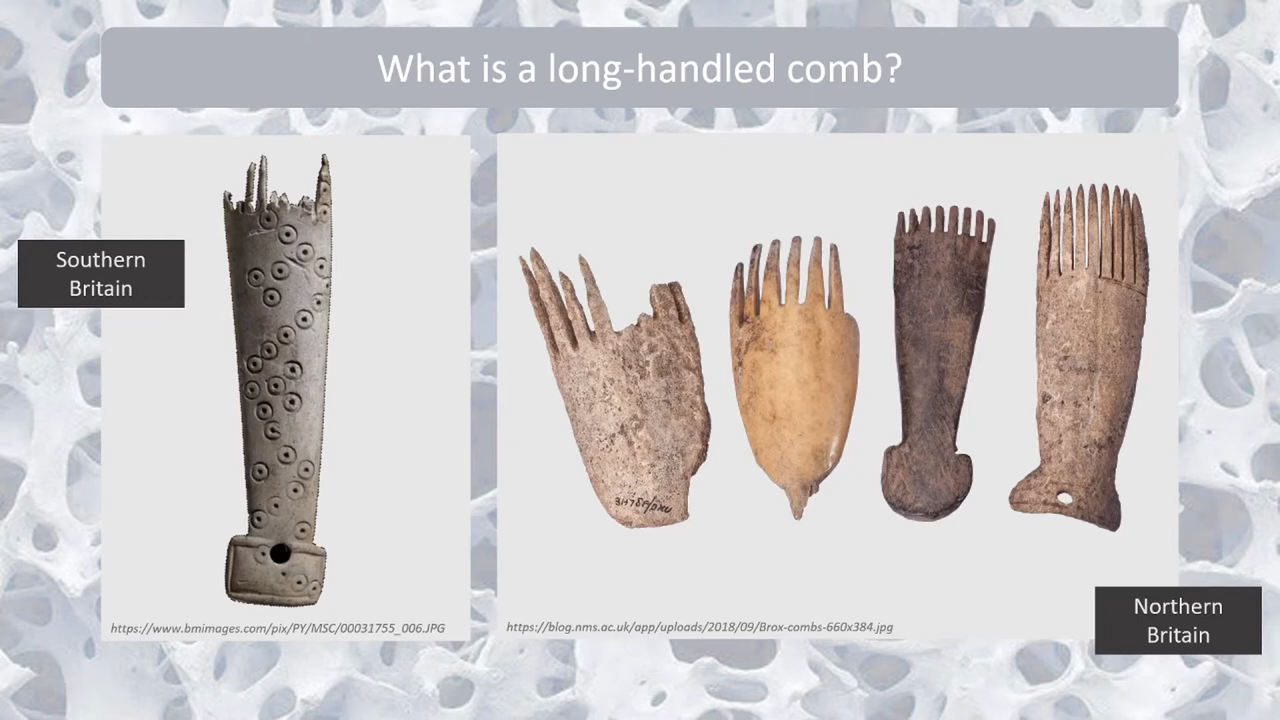 What is a long-handled comb?
Southern
Britain
https://www.bmimages.com/pix/PY/MSC/00031755_006.JPG
https://blog.nms.ac.uk/app/uploads/2018/09/Brox-combs-660x384.jpg
Northern
Britain